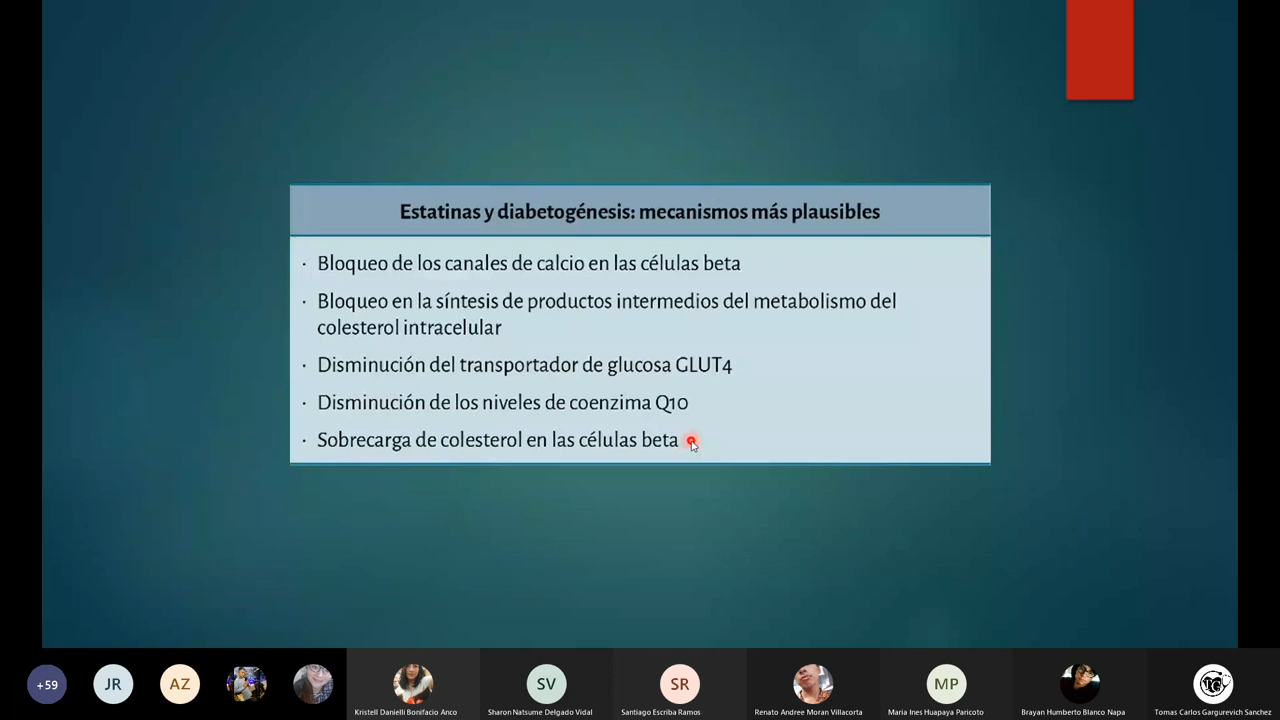 Estatinas y diabetogénesis: mecanismos más plausibles
· Bloqueo de los canales de calcio en las células beta
· Bloqueo en la síntesis de productos intermedios del metabolismo del
colesterol intracelular
· Disminución del transportador de glucosa GLUT4
· Disminución de los niveles de coenzima Q10
· Sobrecarga de colesterol en las células beta
+59
JR
AZ
SV
SR
MP
Kristell Danielli Bonifacio Anco
Sharon Natsume Delgado Vidal
Santiago Escriba Ramos
Renato Andree Moran Villacorta
Maria Ines Huapaya Paricoto
Brayan Humberto Blanco Napa
Tomas Carlos Gargurevich Sanchez